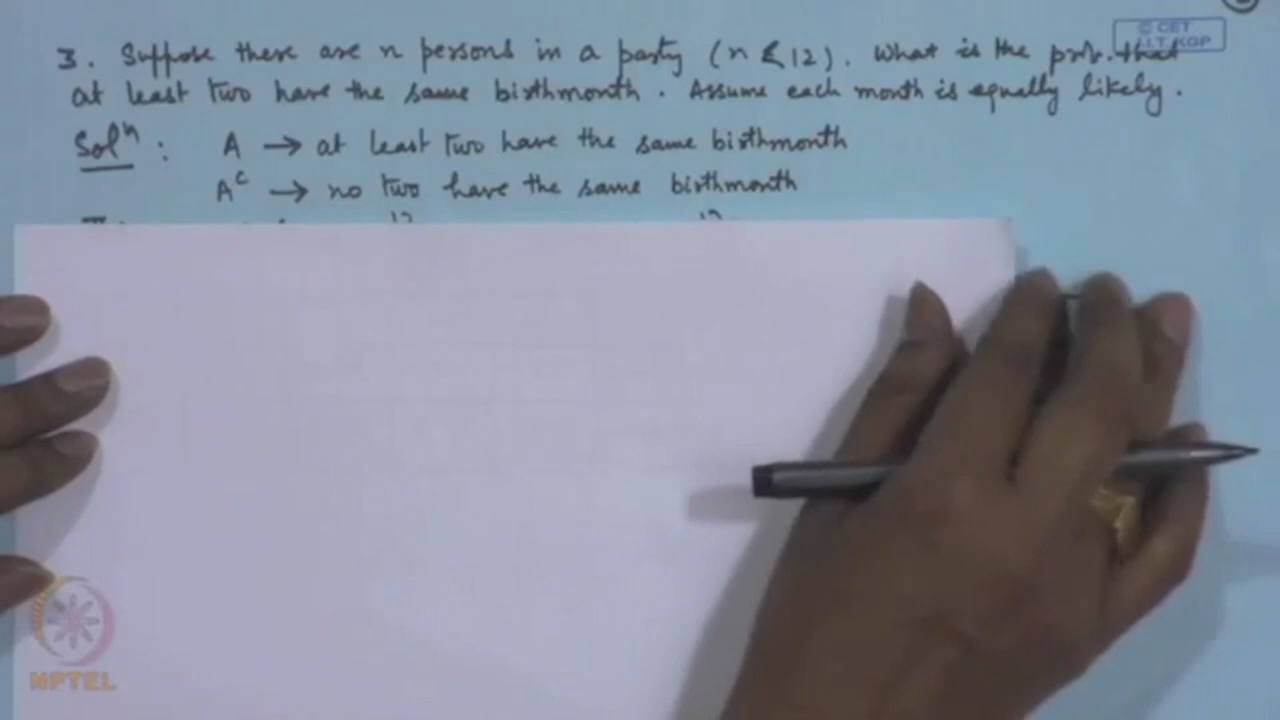 3. Suppose there are n persons in a party (n ≤ 12). What is the prob. that
at least two have the same birthmonth. Assume each month is equally likely.
Solⁿ : A → at least two have the same birthmonth
Aᶜ → no two have the same birthmonth
© CET
I.I.T. KGP
NPTEL